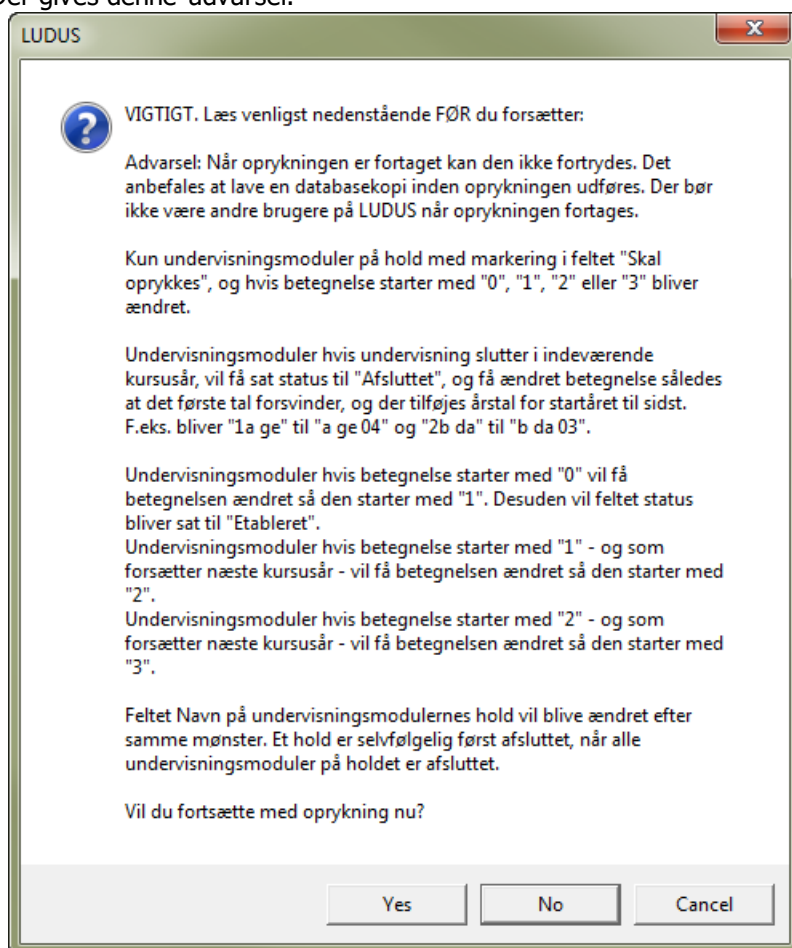 Der gives denne advarsel:
LUDUS
VIGTIGT. Læs venligst nedenstående FØR du forsætter:
Advarsel: Når oprykningen er fortaget kan den ikke fortrydes. Det
anbefales at lave en databasekopi inden oprykningen udføres. Der bør
ikke være andre brugere på LUDUS når oprykningen fortages.
Kun undervisningsmoduler på hold med markering i feltet "Skal
oprykkes", og hvis betegnelse starter med "0", "1", "2" eller "3" bliver
ændret.
Undervisningsmoduler hvis undervisning slutter i indeværende
kursusår, vil få sat status til "Afsluttet", og få ændret betegnelse således
at det første tal forsvinder, og der tilføjes årstal for startåret til sidst.
F.eks. bliver "1a ge" til "a ge 04" og "2b da" til "b da 03".
Undervisningsmoduler hvis betegnelse starter med "0" vil få
betegnelsen ændret så den starter med "1". Desuden vil feltet status
bliver sat til "Etableret".
Undervisningsmoduler hvis betegnelse starter med "1" - og som
forsætter næste kursusår - vil få betegnelsen ændret så den starter med
"2".
Undervisningsmoduler hvis betegnelse starter med "2" - og som
forsætter næste kursusår - vil få betegnelsen ændret så den starter med
"3".
Feltet Navn på undervisningsmodulernes hold vil blive ændret efter
samme mønster. Et hold er selvfølgelig først afsluttet, når alle
undervisningsmoduler på holdet er afsluttet.
Vil du fortsætte med oprykning nu?
Yes No Cancel